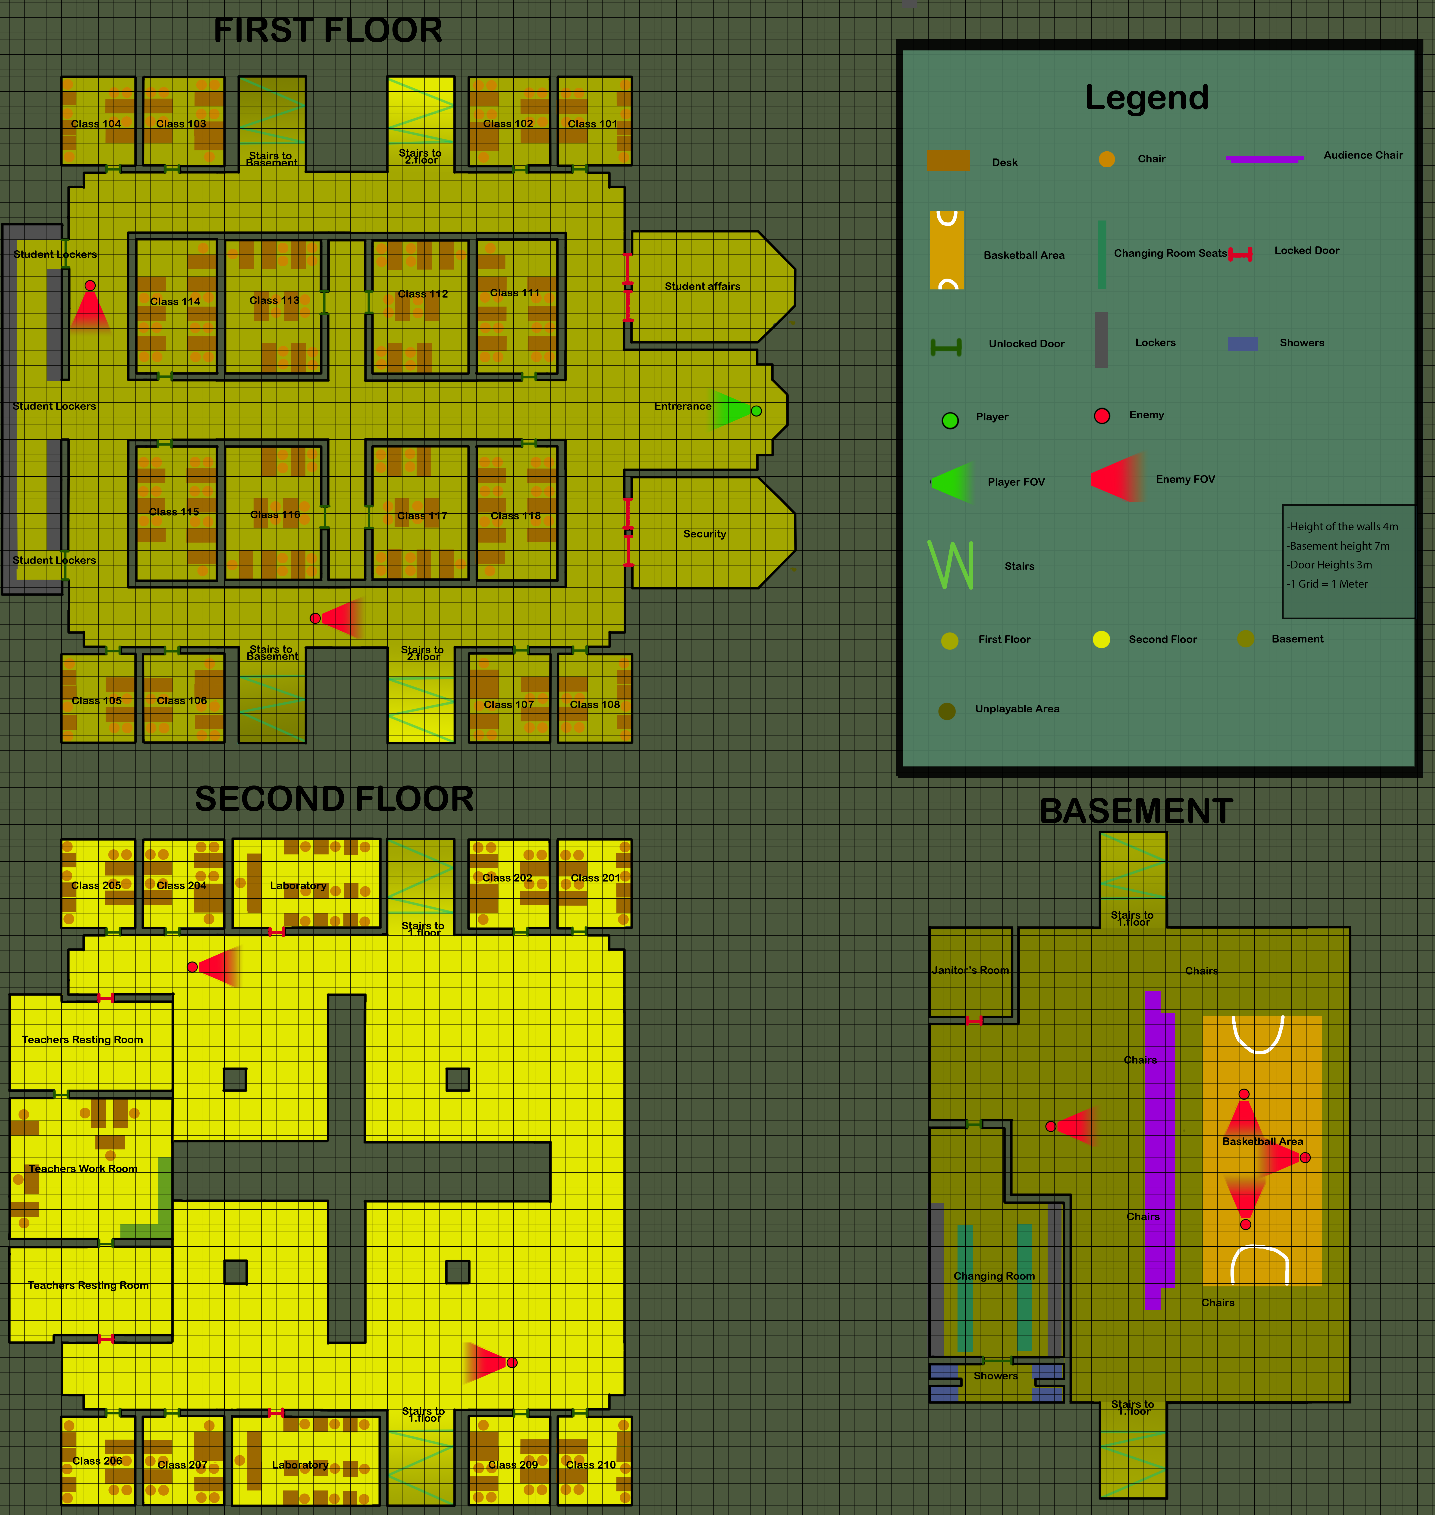 FIRST FLOOR
Class 104
Class 103
Stairs to
Basement
Stairs to
2.floor
Class 102
Class 101
Student Lockers
Class 114
Class 113
Class 112
Class 111
Student affairs
Student Lockers
Entrerance
Class 115
Class 116
Class 117
Class 118
Security
Student Lockers
Stairs to
Basement
Stairs to
2.floor
Class 105
Class 106
Class 107
Class 108
Legend
Desk
Chair
Audience Chair
Basketball Area
Changing Room Seats
Locked Door
Unlocked Door
Lockers
Showers
Player
Enemy
Player FOV
Enemy FOV
-Height of the walls 4m
-Basement height 7m
-Door Heights 3m
-1 Grid = 1 Meter
Stairs
First Floor
Second Floor
Basement
Unplayable Area
SECOND FLOOR
Class 205
Class 204
Laboratory
Stairs to
1.floor
Class 202
Class 201
Teachers Resting Room
Teachers Work Room
Teachers Resting Room
Stairs to
1.floor
Class 206
Class 207
Laboratory
Class 209
Class 210
BASEMENT
Stairs to
1.floor
Janitor's Room
Chairs
Chairs
Basketball Area
Chairs
Changing Room
Chairs
Showers
Stairs to
1.floor